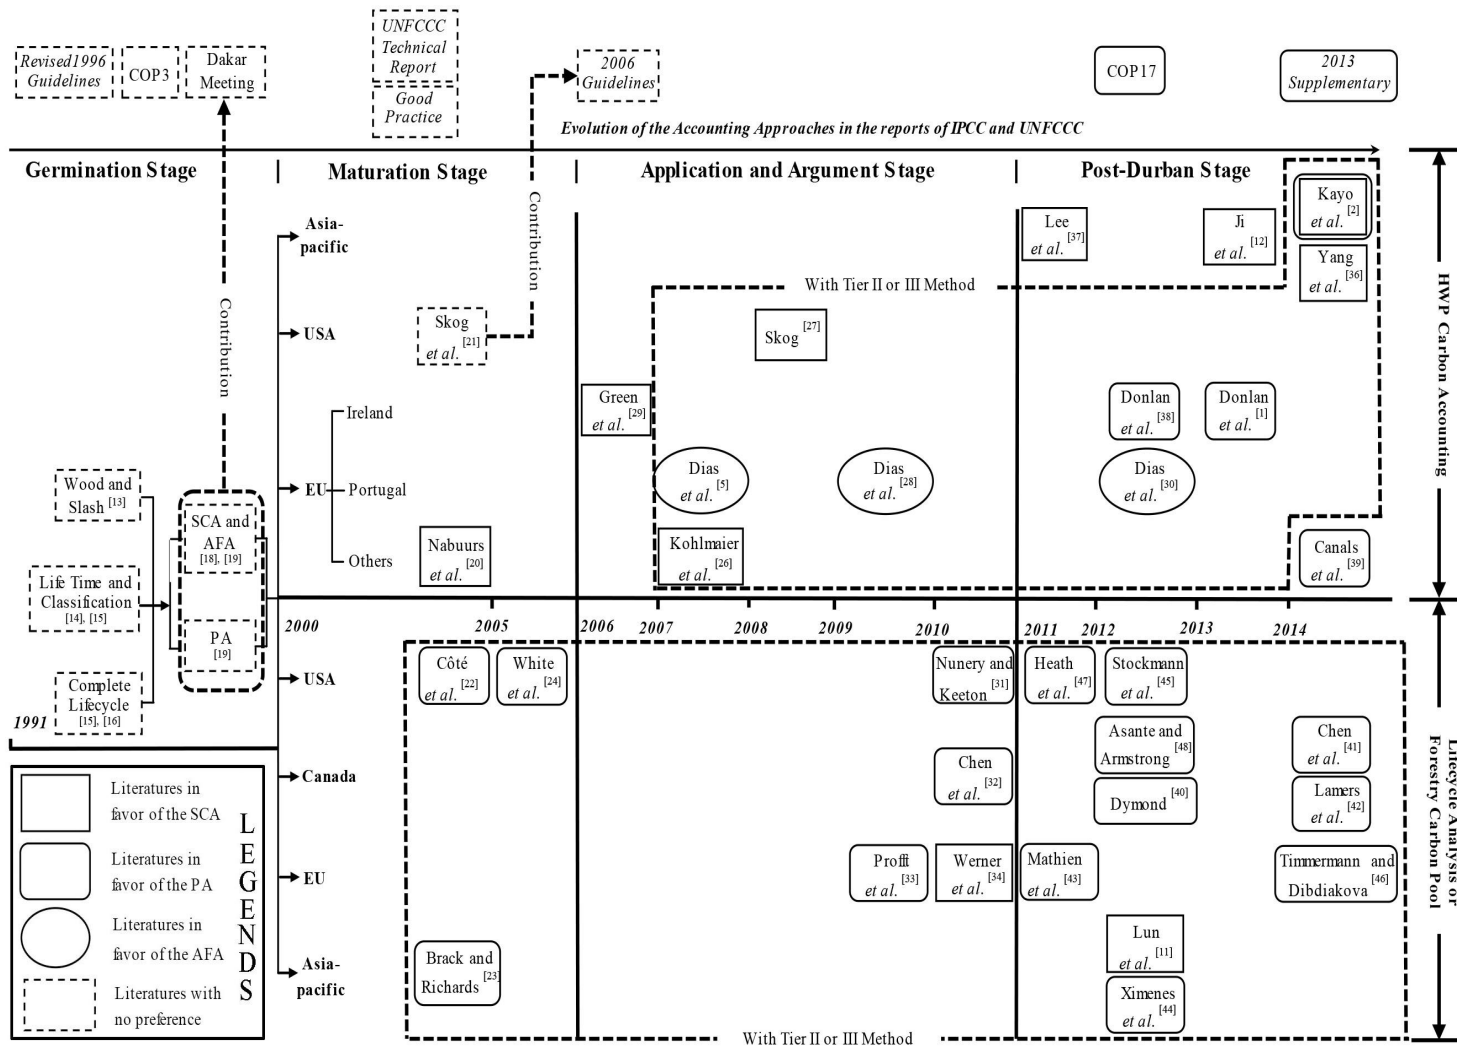 Revised1996
Guidelines
COP3
Dakar
Meeting
UNFCCC
Technical
Report
Good
Practice
2006
Guidelines
COP17
2013
Supplementary
Evolution of the Accounting Approaches in the reports of IPCC and UNFCCC
Germination Stage
Maturation Stage
Application and Argument Stage
Post-Durban Stage
Contribution
Contribution
HWP Carbon Accounting
Asia-
pacific
Lee
et al. [37]
Ji
et al. [12]
Kayo
et al. [2]
Yang
et al. [36]
With Tier II or III Method
USA
Skog
et al. [21]
Skog [27]
Ireland
Green
et al. [29]
Donlan
et al. [38]
Donlan
et al. [1]
EU
Portugal
Dias
et al. [5]
Dias
et al. [28]
Dias
et al. [30]
Others
Nabuurs
et al. [20]
Kohlmaier
et al. [26]
Canals
et al. [39]
Wood and
Slash [13]
SCA and
AFA
[18], [19]
Life Time and
Classification
[14], [15]
PA
[19]
Complete
Lifecycle
[15], [16]
1991
2000
2005
2006
2007
2008
2009
2010
2011
2012
2013
2014
Lifecycle Analysis or
Forestry Carbon Pool
USA
Côté
et al. [22]
White
et al. [24]
Nunery and
Keeton [31]
Heath
et al. [47]
Stockmann
et al. [45]
Canada
Chen
et al. [32]
Asante and
Armstrong [48]
Dymond [40]
Chen
et al. [41]
Lamers
et al. [42]
EU
Profft
et al. [33]
Werner
et al. [34]
Mathien
et al. [43]
Timmermann and
Dibdiakova [46]
Asia-
pacific
Brack and
Richards [23]
Lun
et al. [11]
Ximenes
et al. [44]
With Tier II or III Method
LEGENDS
Literatures in
favor of the SCA
Literatures in
favor of the PA
Literatures in
favor of the AFA
Literatures with
no preference